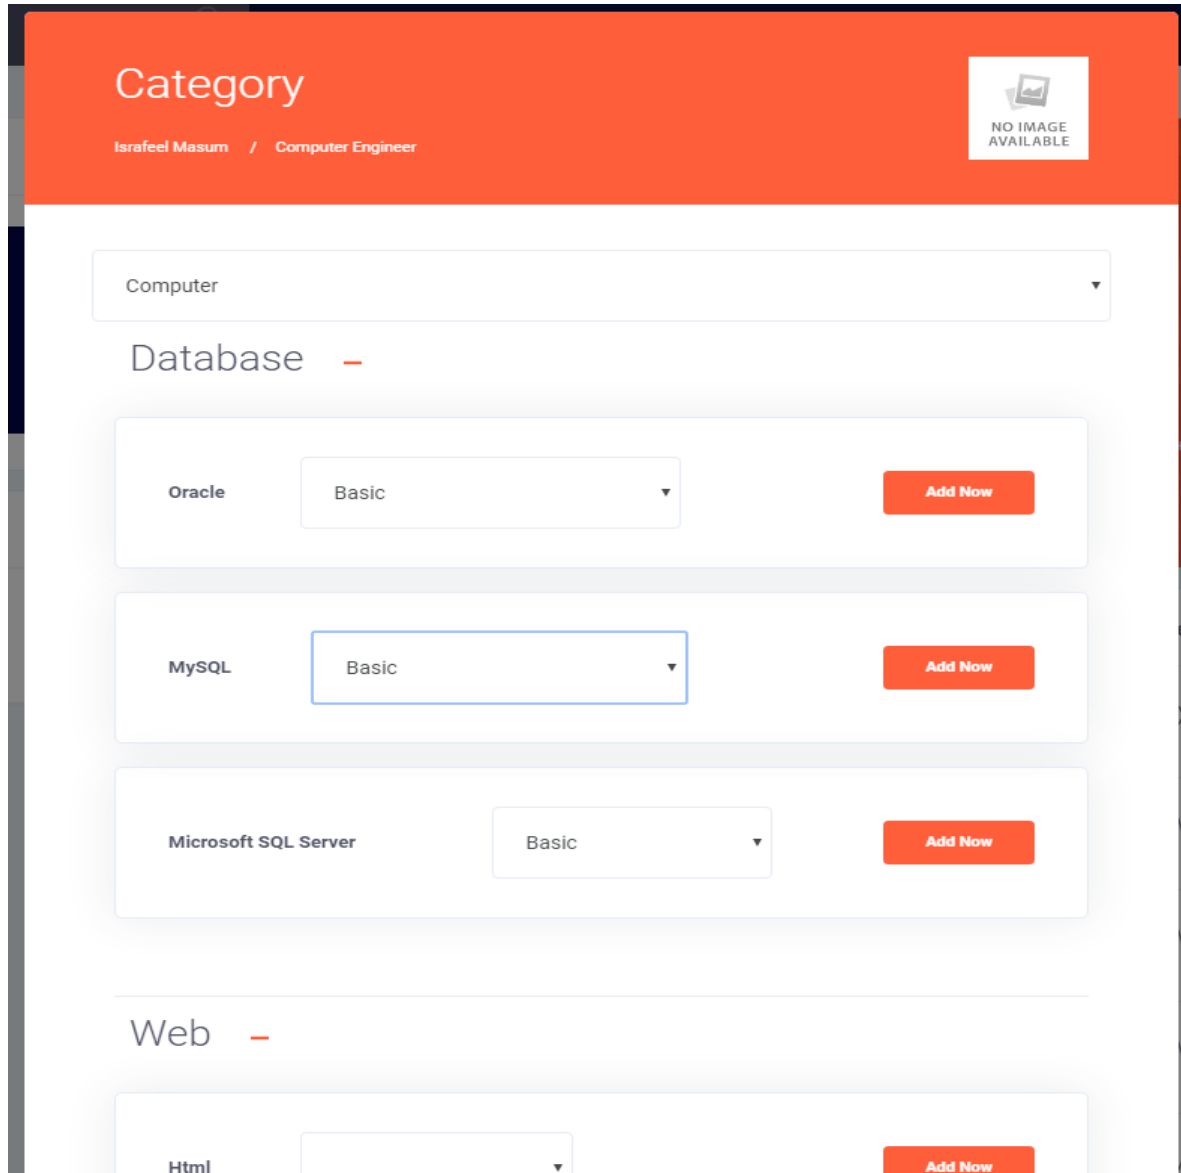 Category
Israfeel Masum / Computer Engineer
NO IMAGE
AVAILABLE
Computer
Database
Oracle Basic Add Now
MySQL Basic Add Now
Microsoft SQL Server Basic Add Now
Web
Html Add Now